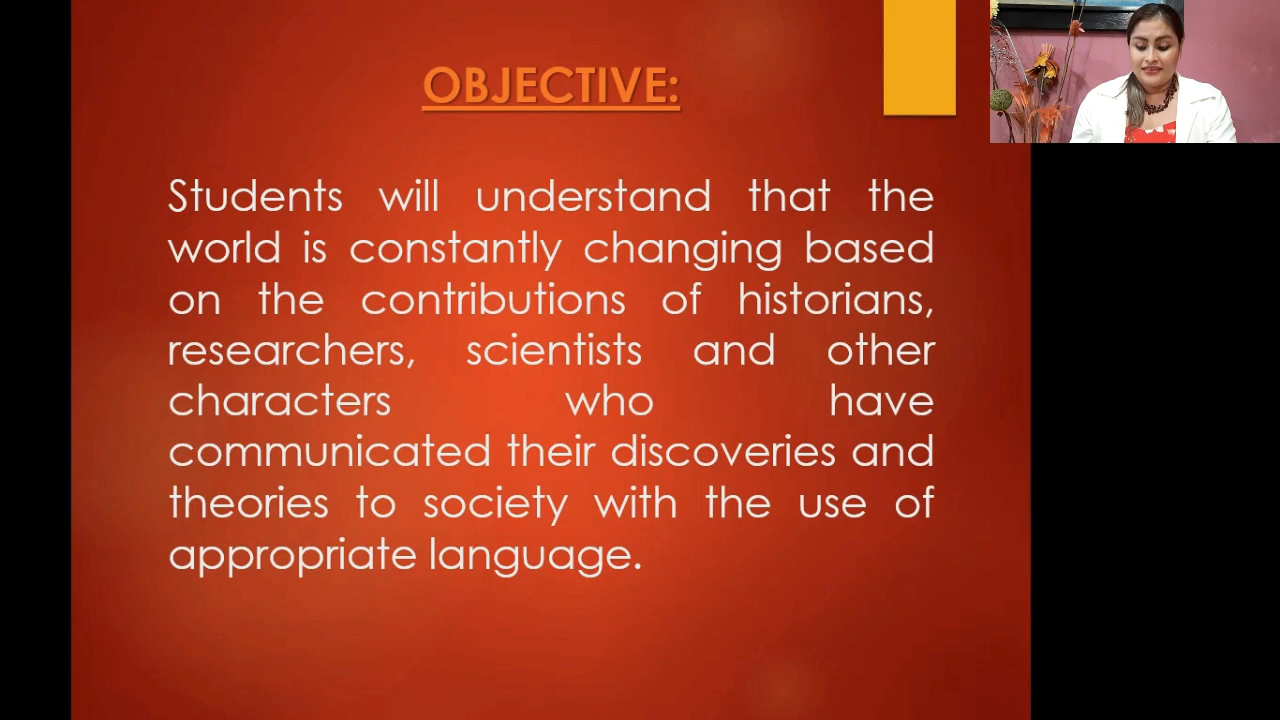 OBJECTIVE:
Students will understand that the
world is constantly changing based
on the contributions of historians,
researchers, scientists and other
characters who have
communicated their discoveries and
theories to society with the use of
appropriate language.